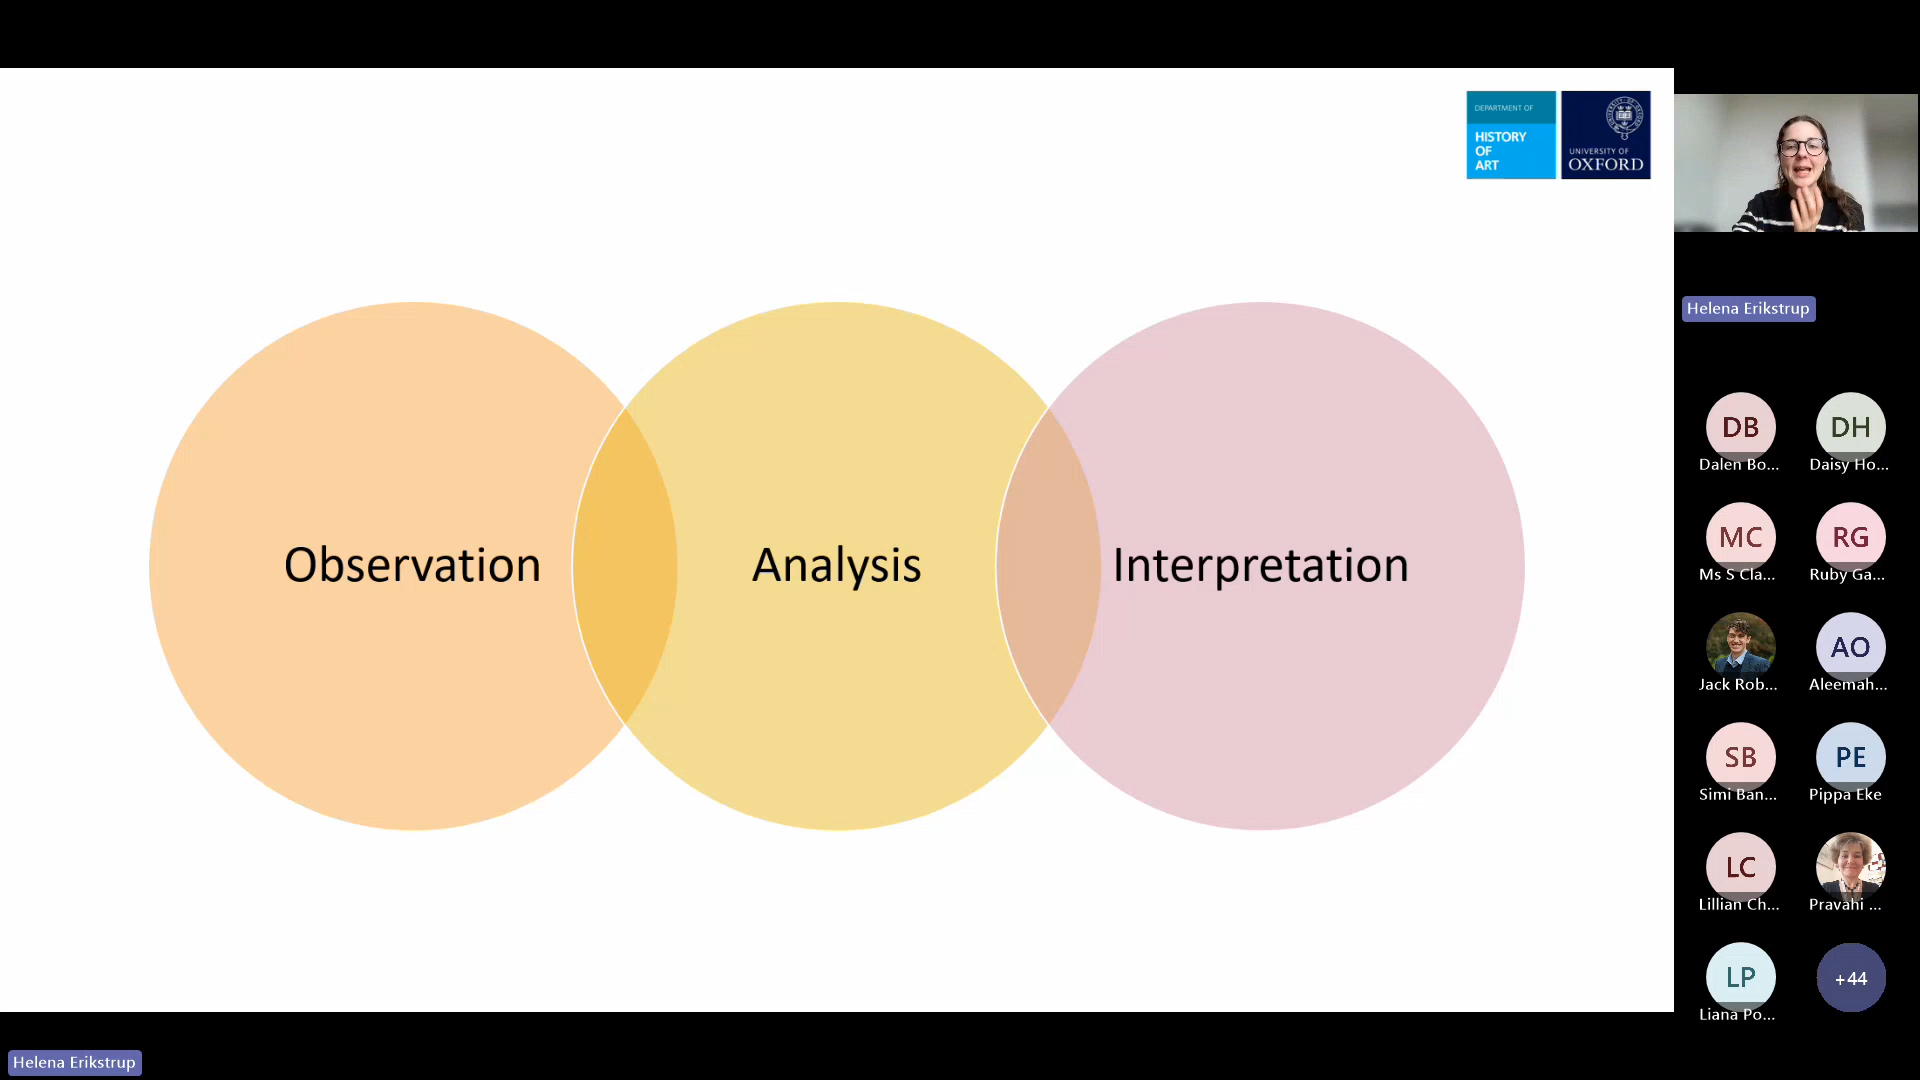 DEPARTMENT OF
HISTORY
OF
ART
UNIVERSITY OF
OXFORD
Observation
Analysis
Interpretation
Helena Erikstrup
DB
DH
Dalen Bo...
Daisy Ho...
MC
RG
Ms S Cla...
Ruby Ga...
AO
Jack Rob...
Aleemah...
SB
PE
Simi Ban...
Pippa Eke
LC
Lillian Ch...
Pravahi ...
LP
+44
Liana Po...
Helena Erikstrup